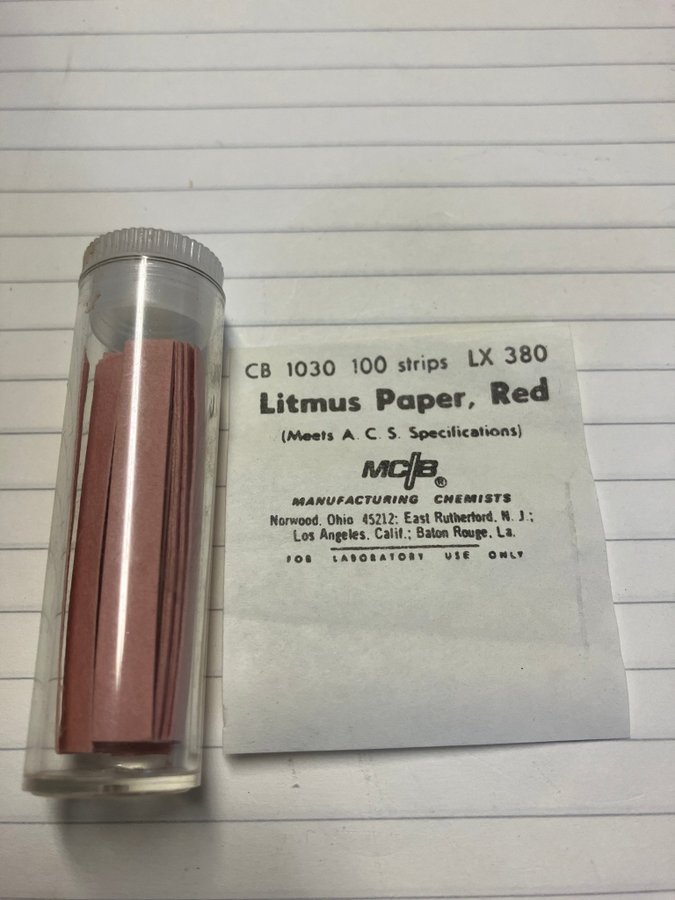 CB 1030 100 strips LX 380
Litmus Paper, Red
(Meets A. C. S. Specifications)
MC/B®
MANUFACTURING CHEMISTS
Norwood, Ohio 45212; East Rutherford, N. J.;
Los Angeles, Calif.; Baton Rouge, La.
FOR LABORATORY USE ONLY